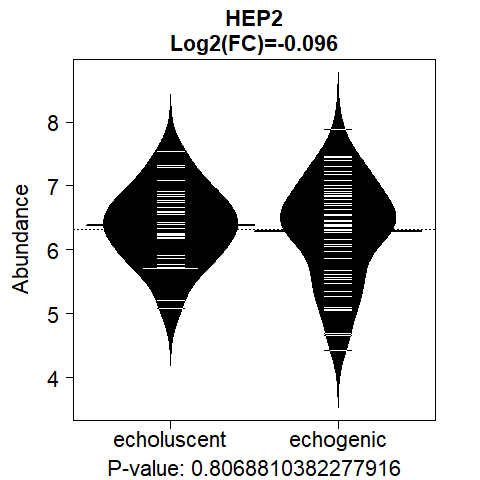 HEP2
Log2(FC)=-0.096
Abundance
8
7
6
5
4
echoluscent echogenic
P-value: 0.8068810382277916